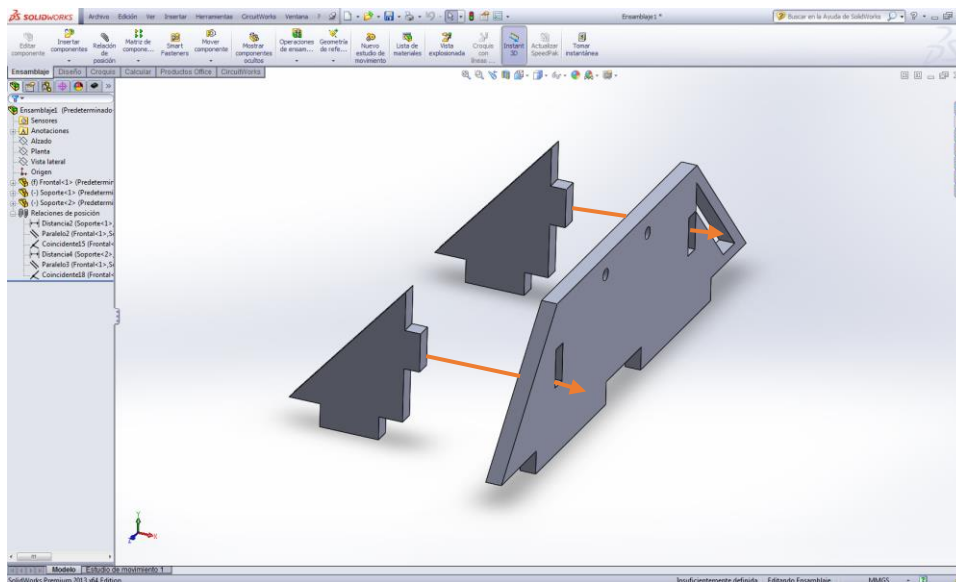 SOLIDWORKS Archivo Edición Ver Insertar Herramientas CircuitWorks Ventana ? Ensamblaje1 * Buscar en la Ayuda de SolidWorks
Editar componente
Insertar componentes
Relación de posición
Matriz de compone...
Smart Fasteners
Mover componente
Mostrar componentes ocultos
Operaciones de ensam...
Geometría de refe...
Nuevo estudio de movimiento
Lista de materiales
Vista explosionada
Croquis con líneas ...
Instant 3D
Actualizar SpeedPak
Tomar instantánea
Ensamblaje Diseño Croquis Calcular Productos Office CircuitWorks
Ensamblaje1 (Predeterminado
Sensores
Anotaciones
Alzado
Planta
Vista lateral
Origen
(f) Frontal<1> (Predetermir
(-) Soporte<1> (Predetermi
(-) Soporte<2> (Predetermi
Relaciones de posición
Distancia2 (Soporte<1>,
Paralelo2 (Frontal<1>,S
Coincidente15 (Frontal<
Distancia4 (Soporte<2>,
Paralelo3 (Frontal<1>,S
Coincidente18 (Frontal<
Y
X
Z
Modelo Estudio de movimiento 1
SolidWorks Premium 2013 x64 Edition Insuficientemente definida Editando Ensamblaje MMGS